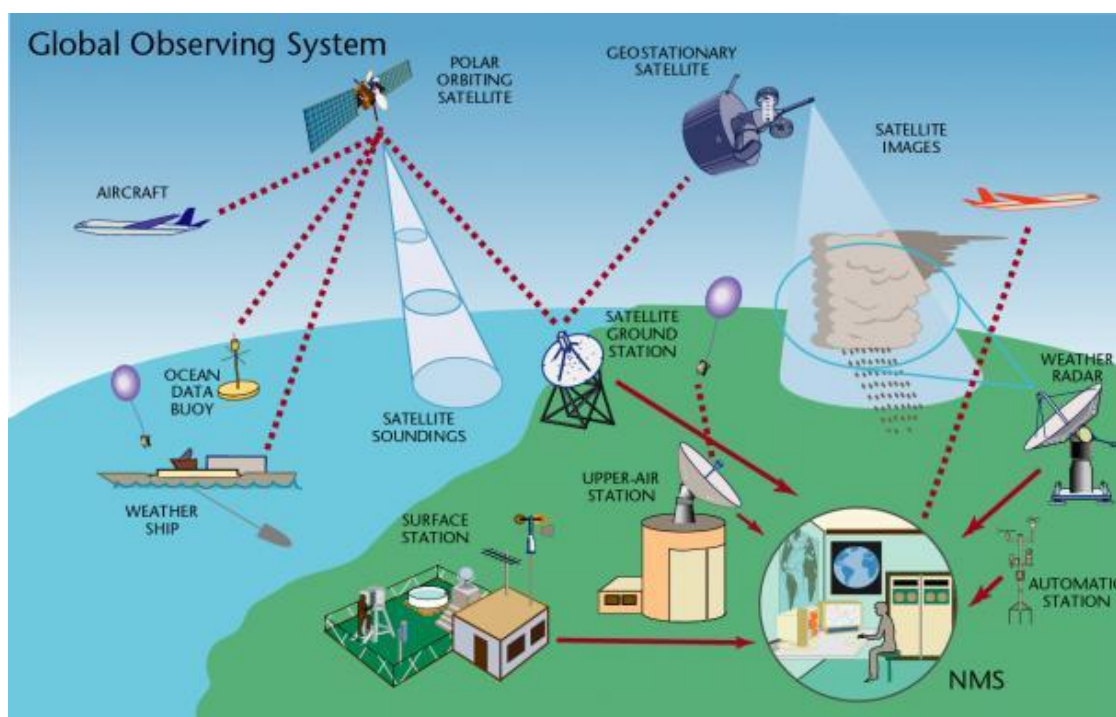 Global Observing System
POLAR
ORBITING
SATELLITE
GEOSTATIONARY
SATELLITE
SATELLITE
IMAGES
AIRCRAFT
OCEAN
DATA
BUOY
SATELLITE
SOUNDINGS
SATELLITE
GROUND
STATION
WEATHER
RADAR
WEATHER
SHIP
SURFACE
STATION
UPPER-AIR
STATION
AUTOMATIC
STATION
NMS